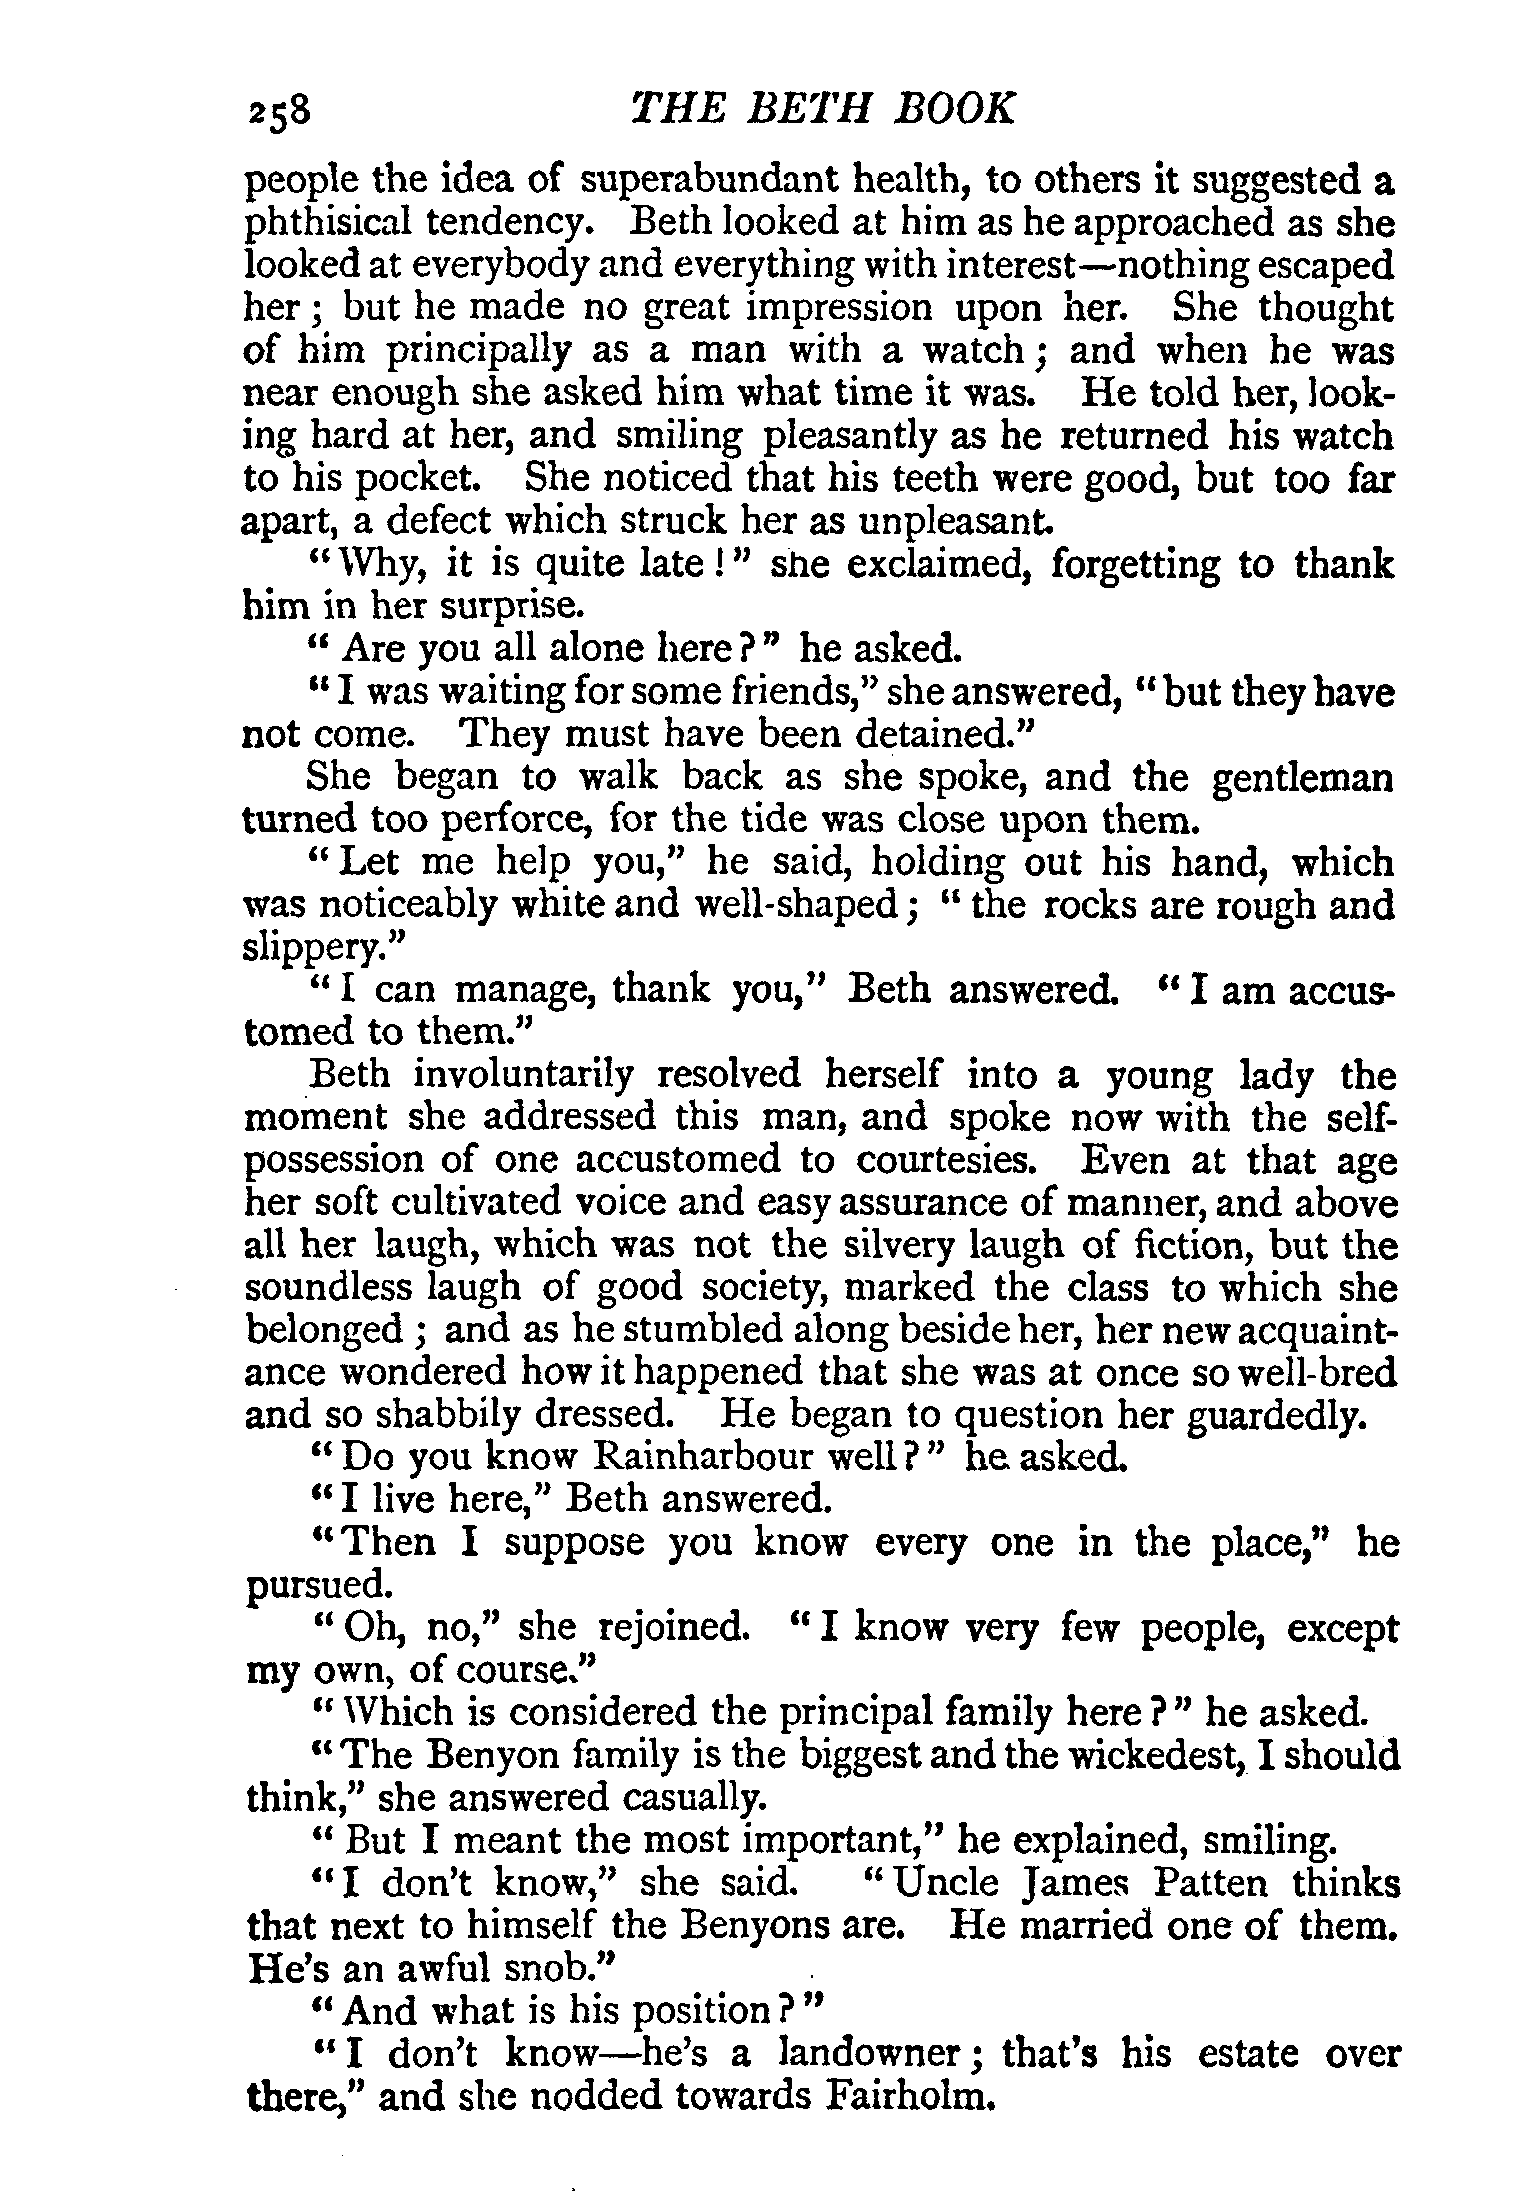 258 THE BETH BOOK
people the idea of superabundant health, to others it suggested a
phthisical tendency. Beth looked at him as he approached as she
looked at everybody and everything with interest—nothing escaped
her ; but he made no great impression upon her. She thought
of him principally as a man with a watch ; and when he was
near enough she asked him what time it was. He told her, look-
ing hard at her, and smiling pleasantly as he returned his watch
to his pocket. She noticed that his teeth were good, but too far
apart, a defect which struck her as unpleasant.
“Why, it is quite late !” she exclaimed, forgetting to thank
him in her surprise.
“Are you all alone here?” he asked.
“I was waiting for some friends,” she answered, “but they have
not come. They must have been detained.”
She began to walk back as she spoke, and the gentleman
turned too perforce, for the tide was close upon them.
“Let me help you,” he said, holding out his hand, which
was noticeably white and well-shaped ; “the rocks are rough and
slippery.”
“I can manage, thank you,” Beth answered. “I am accus-
tomed to them.”
Beth involuntarily resolved herself into a young lady the
moment she addressed this man, and spoke now with the self-
possession of one accustomed to courtesies. Even at that age
her soft cultivated voice and easy assurance of manner, and above
all her laugh, which was not the silvery laugh of fiction, but the
soundless laugh of good society, marked the class to which she
belonged ; and as he stumbled along beside her, her new acquaint-
ance wondered how it happened that she was at once so well-bred
and so shabbily dressed. He began to question her guardedly.
“Do you know Rainharbour well?” he asked.
“I live here,” Beth answered.
“Then I suppose you know every one in the place,” he
pursued.
“Oh, no,” she rejoined. “I know very few people, except
my own, of course.”
“Which is considered the principal family here ?” he asked.
“The Benyon family is the biggest and the wickedest, I should
think,” she answered casually.
“But I meant the most important,” he explained, smiling.
“I don't know,” she said. “Uncle James Patten thinks
that next to himself the Benyons are. He married one of them.
He's an awful snob.”
“And what is his position?”
“I don't know—he's a landowner ; that's his estate over
there,” and she nodded towards Fairholm.